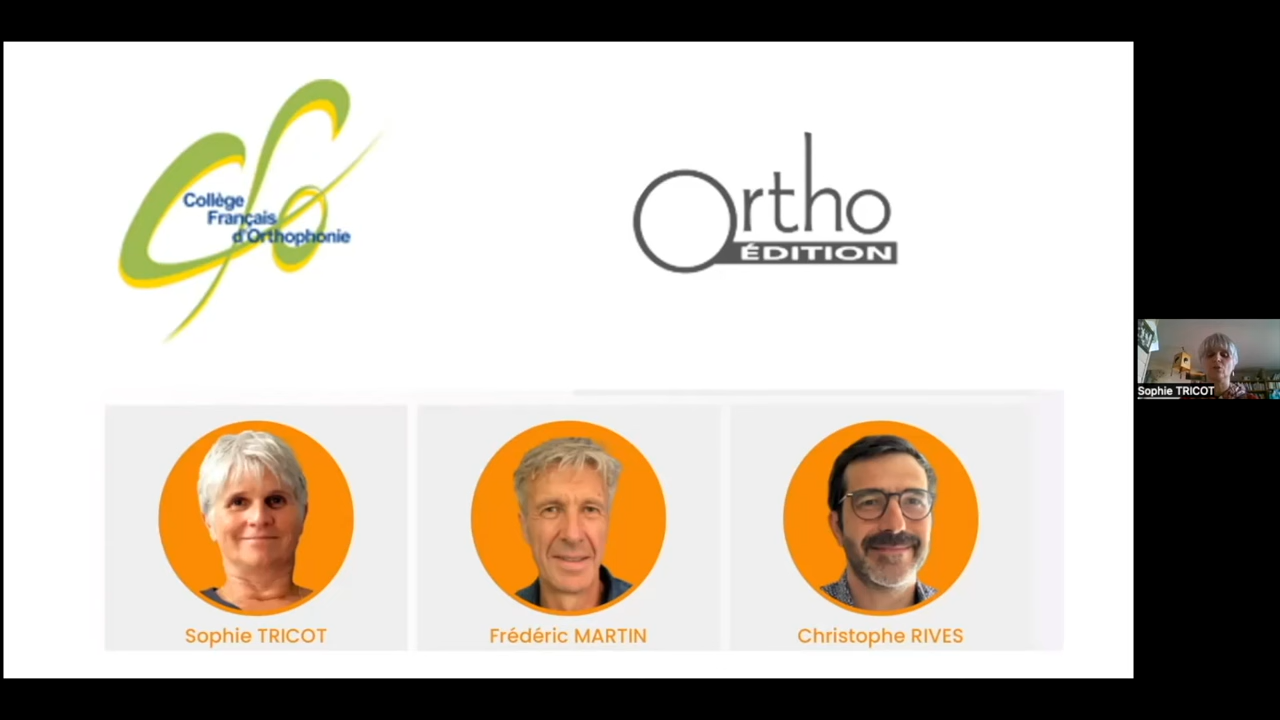 Collège
Français
d'Orthophonie
Ortho
ÉDITION
Sophie TRICOT
Frédéric MARTIN
Christophe RIVES
Sophie TRICOT